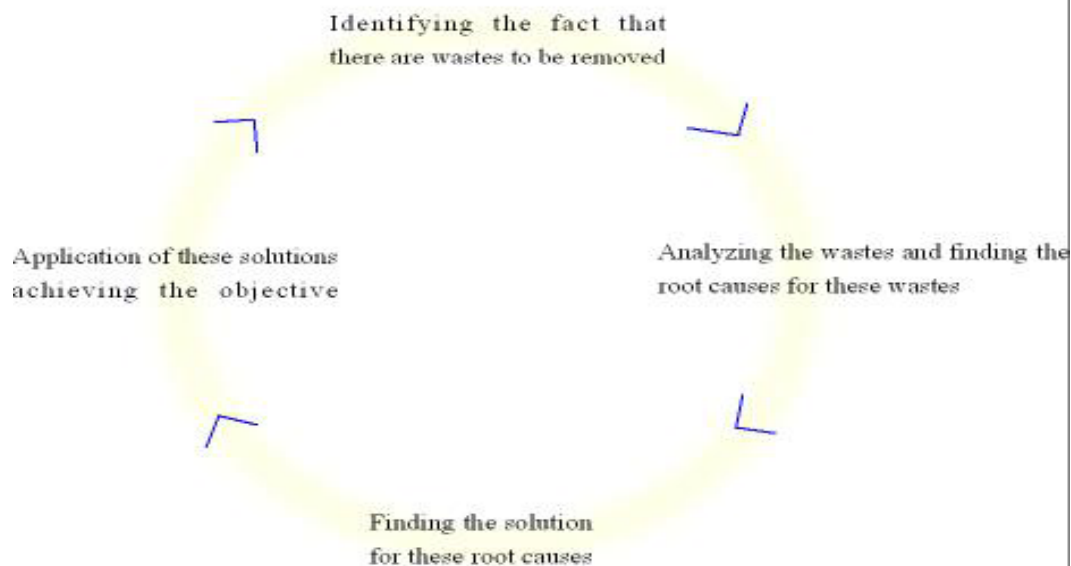 Identifying the fact that
there are wastes to be removed
Analyzing the wastes and finding the
root causes for these wastes
Finding the solution
for these root causes
Application of these solutions
achieving the objective